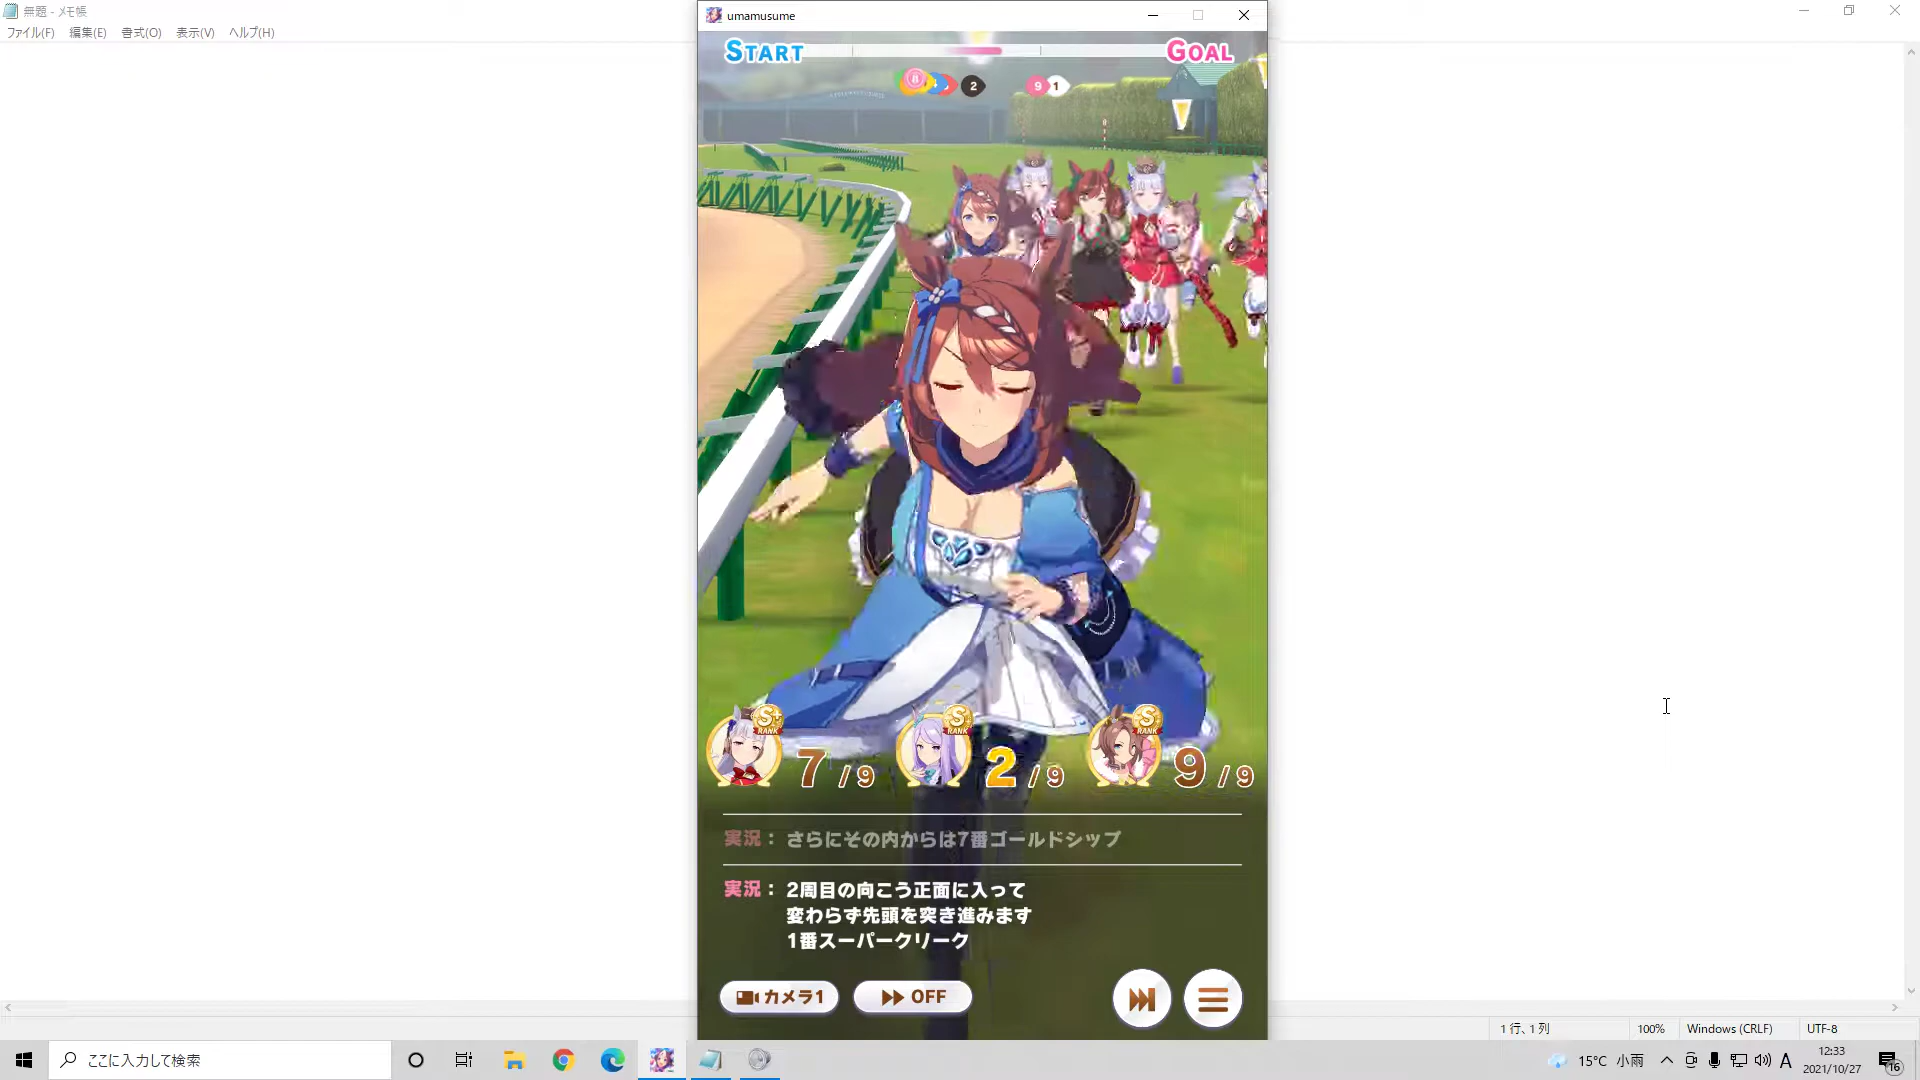 無題 - メモ帳
ファイル(F) 編集(E) 書式(O) 表示(V) ヘルプ(H)
umamusume
START
GOAL
8
2
9
1
S+ RANK
7 / 9
S RANK
2 / 9
S RANK
9 / 9
実況： さらにその内からは7番ゴールドシップ
実況： 2周目の向こう正面に入って
変わらず先頭を突き進みます
1番スーパークリーク
カメラ1
OFF
1 行、1 列
100%
Windows (CRLF)
UTF-8
ここに入力して検索
15°C 小雨
A
12:33
2021/10/27
16